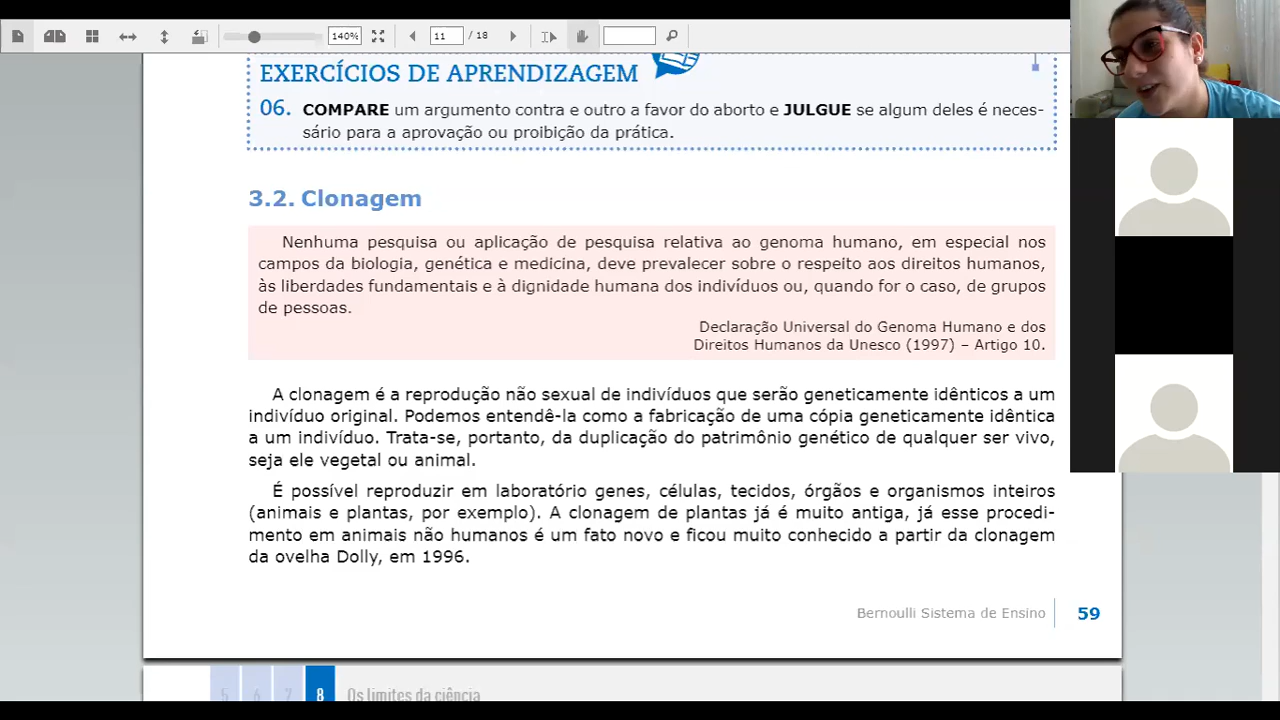 140%
11
/ 18
EXERCÍCIOS DE APRENDIZAGEM
06. COMPARE um argumento contra e outro a favor do aborto e JULGUE se algum deles é neces-
sário para a aprovação ou proibição da prática.
3.2. Clonagem
Nenhuma pesquisa ou aplicação de pesquisa relativa ao genoma humano, em especial nos
campos da biologia, genética e medicina, deve prevalecer sobre o respeito aos direitos humanos,
às liberdades fundamentais e à dignidade humana dos indivíduos ou, quando for o caso, de grupos
de pessoas.
Declaração Universal do Genoma Humano e dos
Direitos Humanos da Unesco (1997) – Artigo 10.
A clonagem é a reprodução não sexual de indivíduos que serão geneticamente idênticos a um
indivíduo original. Podemos entendê-la como a fabricação de uma cópia geneticamente idêntica
a um indivíduo. Trata-se, portanto, da duplicação do patrimônio genético de qualquer ser vivo,
seja ele vegetal ou animal.
É possível reproduzir em laboratório genes, células, tecidos, órgãos e organismos inteiros
(animais e plantas, por exemplo). A clonagem de plantas já é muito antiga, já esse procedi-
mento em animais não humanos é um fato novo e ficou muito conhecido a partir da clonagem
da ovelha Dolly, em 1996.
Bernoulli Sistema de Ensino 59
5 6 7 8 Os limites da ciência